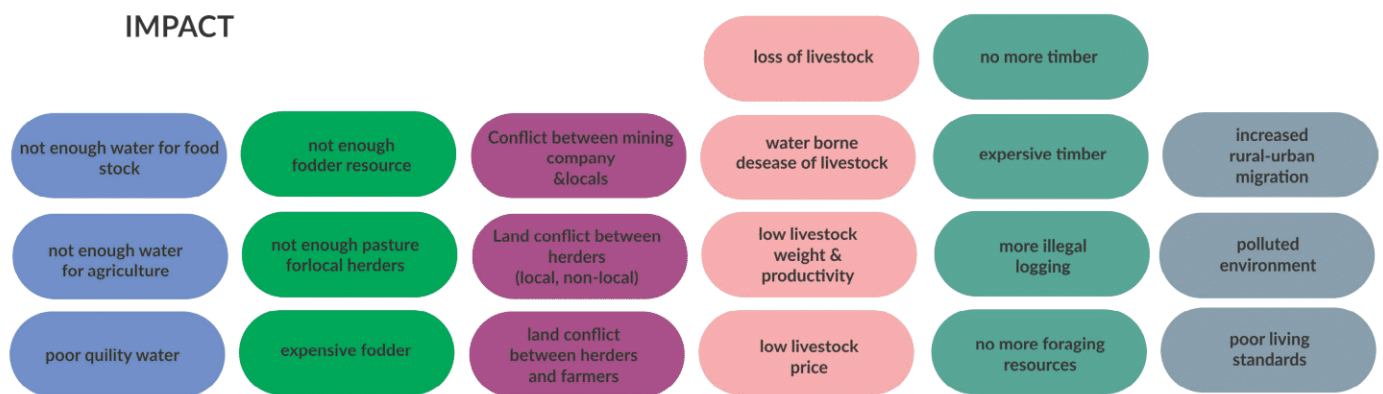 IMPACT
loss of livestock
no more timber
not enough water for food
stock
not enough
fodder resource
Conflict between mining
company
&locals
water borne
desease of livestock
expersive timber
increased
rural-urban
migration
not enough water
for agriculture
not enough pasture
forlocal herders
Land conflict between
herders
(local, non-local)
low livestock
weight &
productivity
more illegal
logging
polluted
environment
poor quility water
expensive fodder
land conflict
between herders
and farmers
low livestock
price
no more foraging
resources
poor living
standards